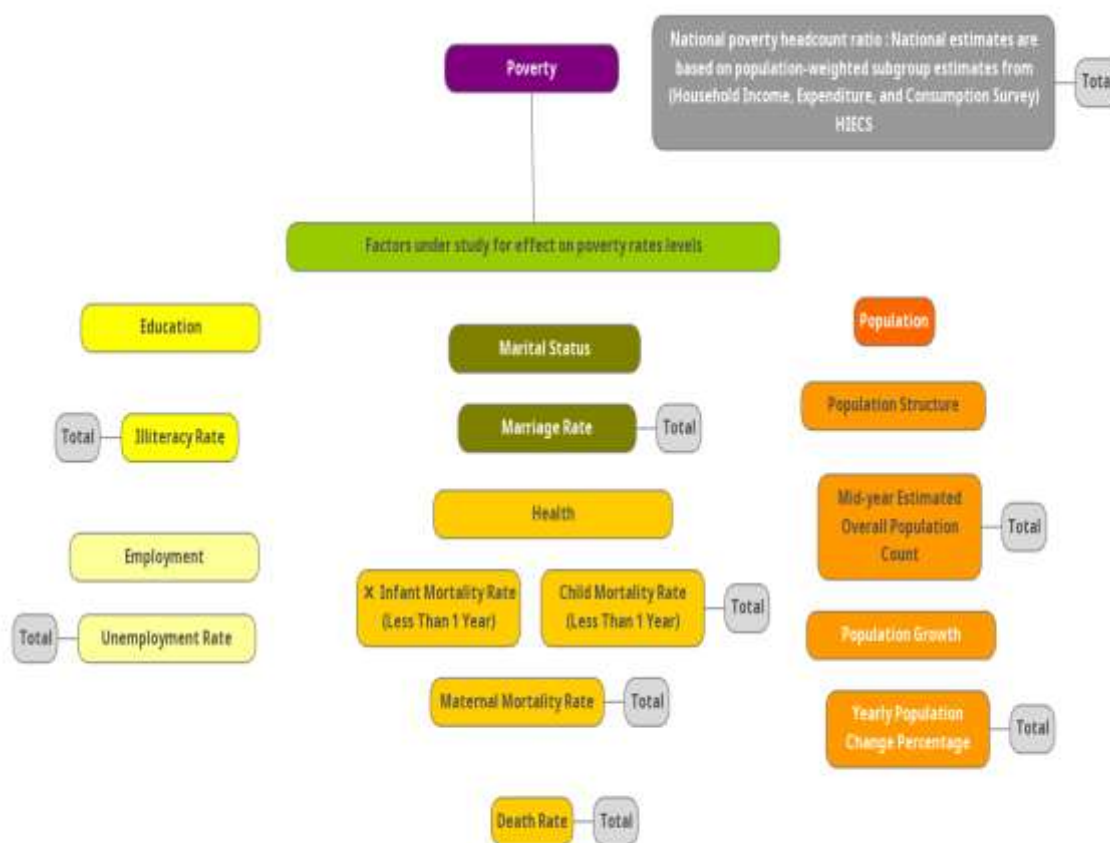 Poverty
National poverty headcount ratio : National estimates are
based on population-weighted subgroup estimates from
(Household Income, Expenditure, and Consumption Survey)
HIECS
Total
Factors under study for effect on poverty rates levels
Education
Total
Illiteracy Rate
Employment
Total
Unemployment Rate
Marital Status
Marriage Rate
Total
Health
X Infant Mortality Rate
(Less Than 1 Year)
Child Mortality Rate
(Less Than 1 Year)
Total
Maternal Mortality Rate
Total
Death Rate
Total
Population
Population Structure
Mid-year Estimated
Overall Population
Count
Total
Population Growth
Yearly Population
Change Percentage
Total